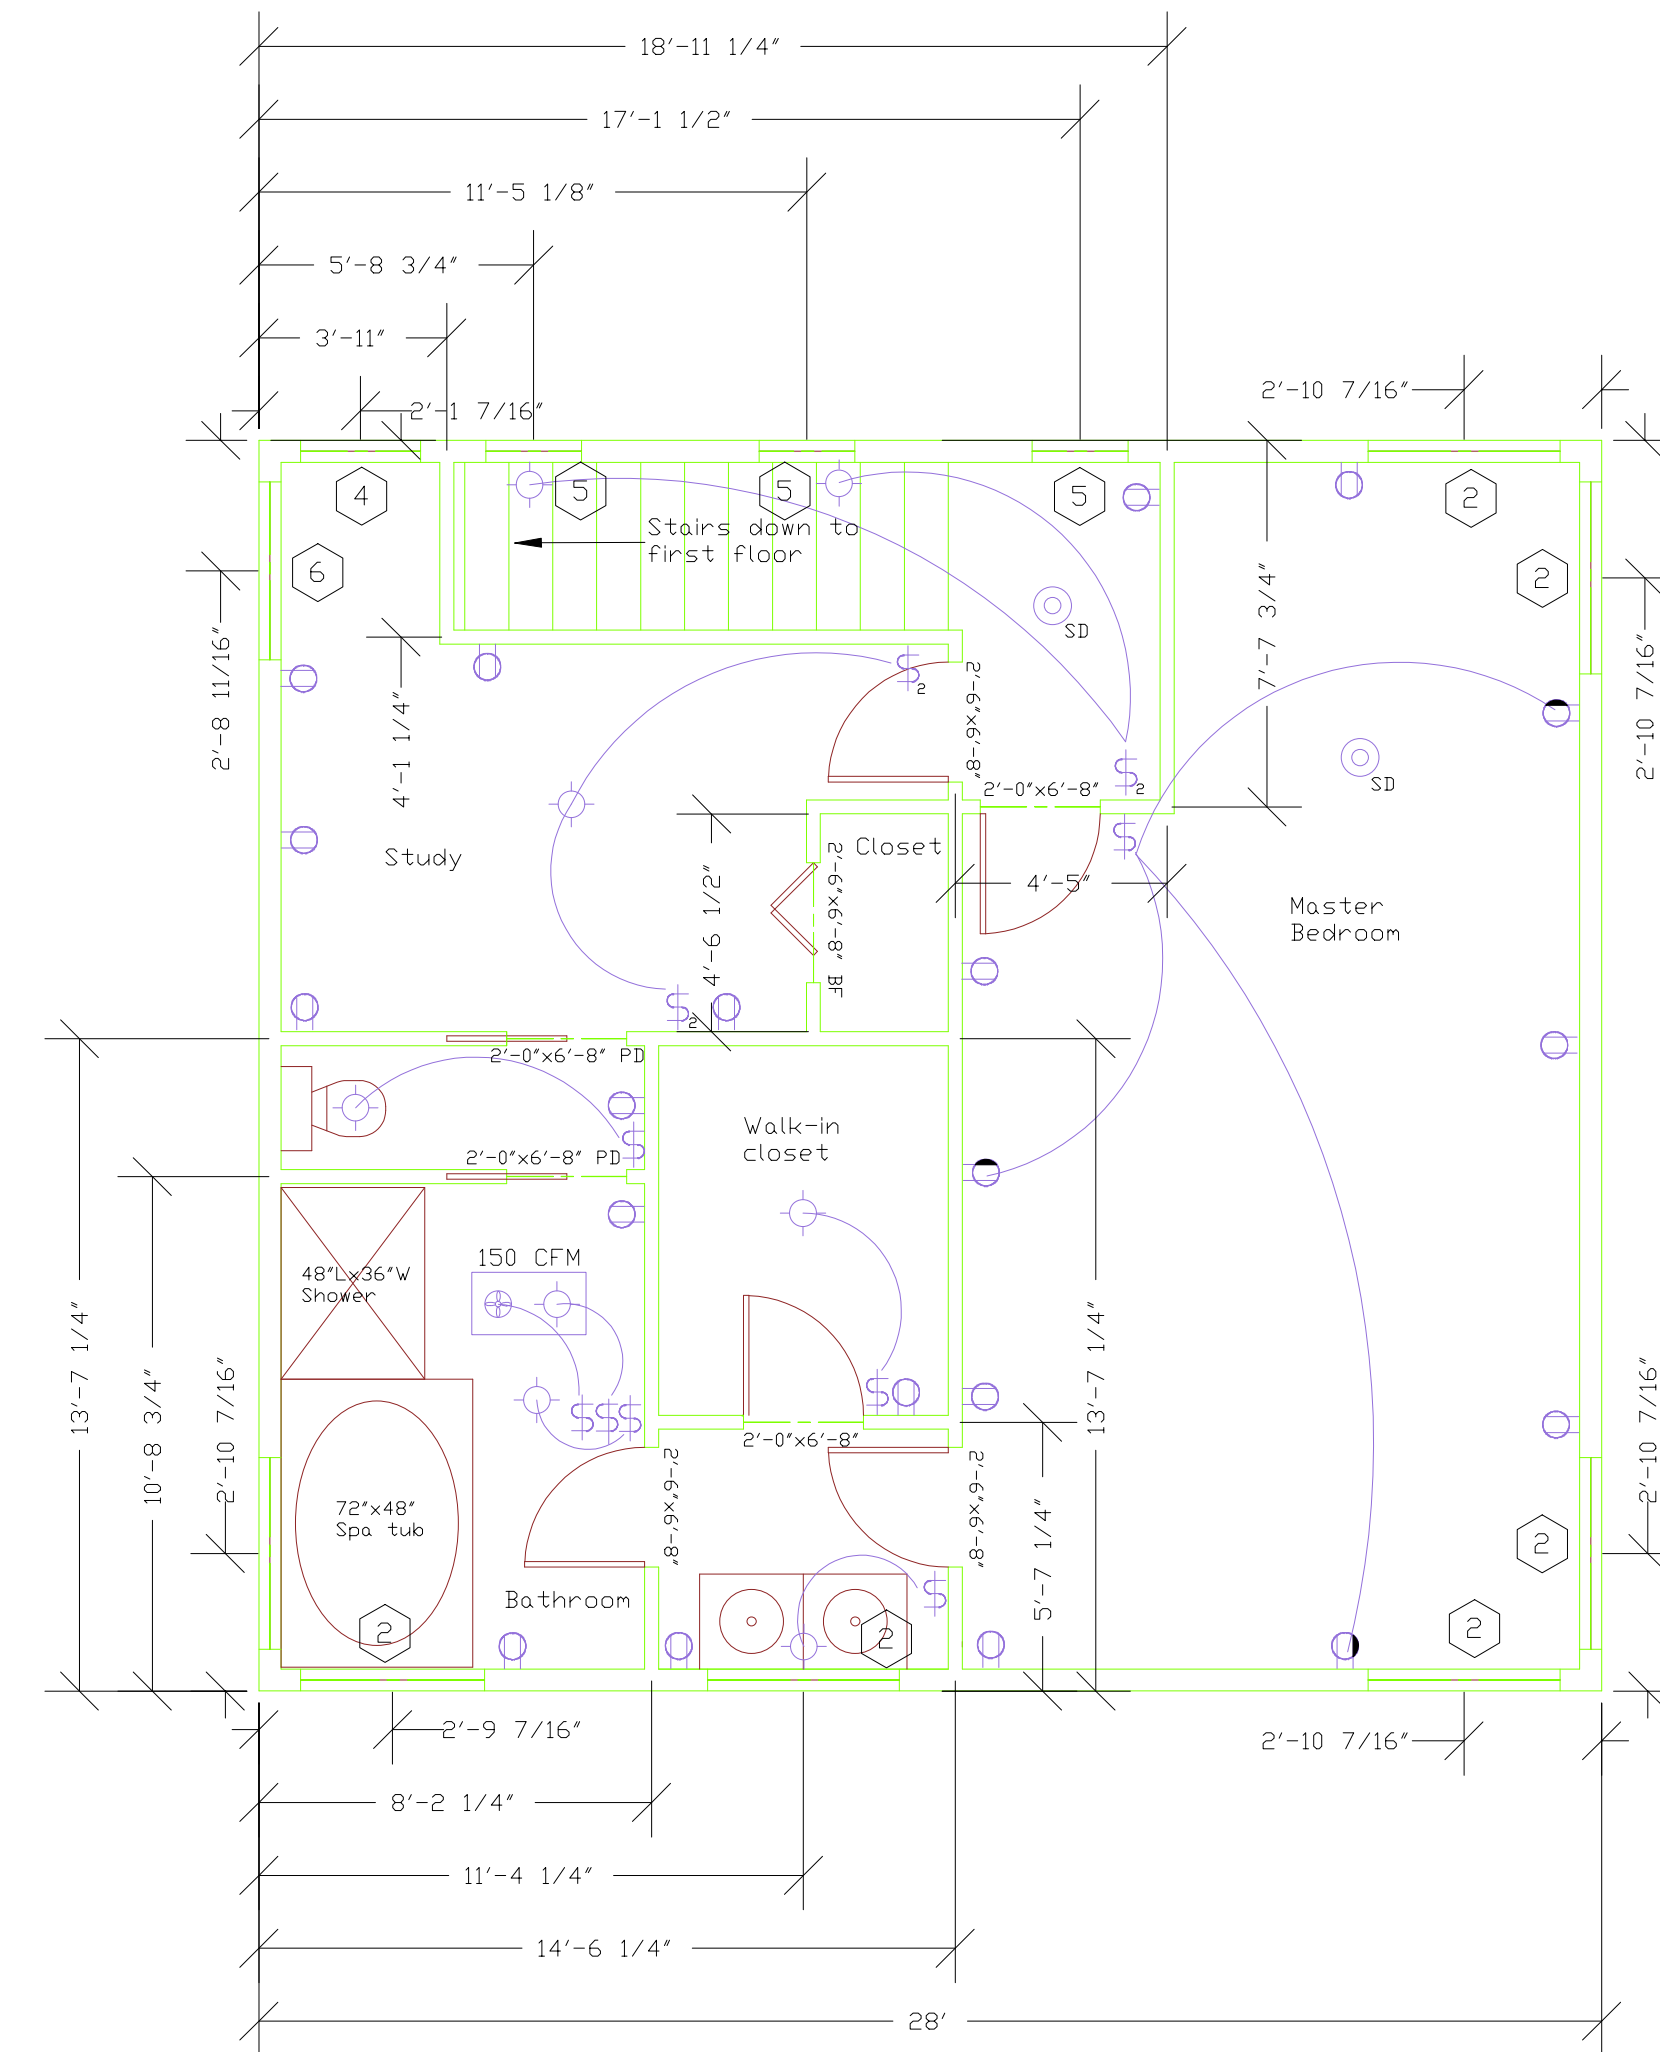 18'-11 1/4"
17'-1 1/2"
11'-5 1/8"
5'-8 3/4"
3'-11"
2'-1 7/16"
2'-10 7/16"
4
5
5
5
2
Stairs down to
first floor
6
2
SD
2'-8 11/16"
4'-1 1/4"
7'-7 3/4"
2'-10 7/16"
$2
2'-6"x6'-8"
$2
2'-0"x6'-8"
SD
$
Study
Closet
2'-6"x6'-8" BF
4'-6 1/2"
4'-5"
Master
Bedroom
$2
2'-0"x6'-8" PD
Walk-in
closet
$
2'-0"x6'-8" PD
150 CFM
48"Lx36"W
Shower
13'-7 1/4"
10'-8 3/4"
2'-10 7/16"
13'-7 1/4"
2'-10 7/16"
$
$$$
2'-0"x6'-8"
2'-6"x6'-8"
2'-6"x6'-8"
72"x48"
Spa tub
5'-7 1/4"
2
Bathroom
$
2
2
2
2'-9 7/16"
2'-10 7/16"
8'-2 1/4"
11'-4 1/4"
14'-6 1/4"
28'